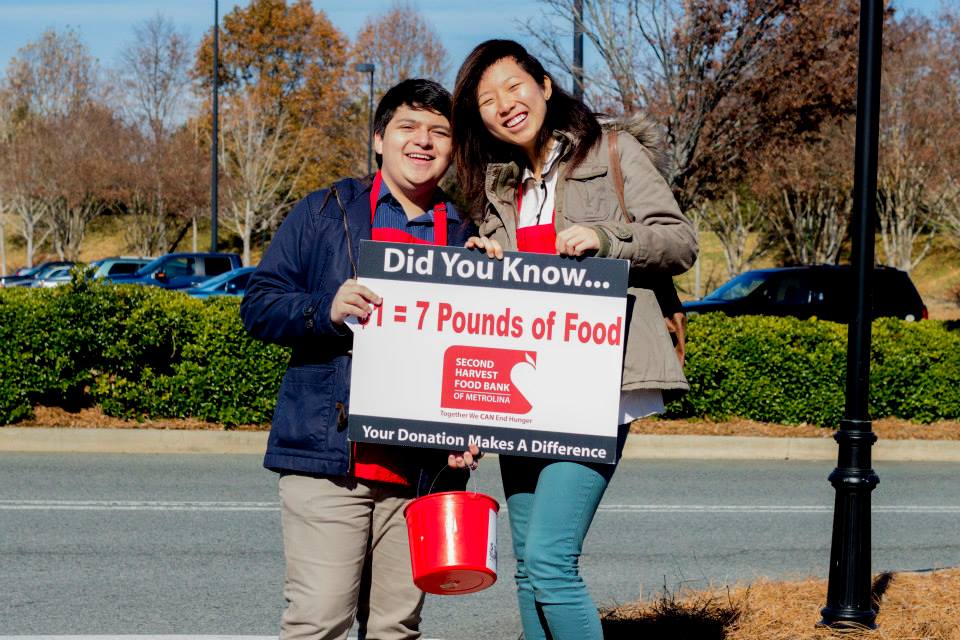 Did You Know...
$1 = 7 Pounds of Food
SECOND
HARVEST
FOOD BANK
OF METROLINA
Together We CAN End Hunger
Your Donation Makes A Difference